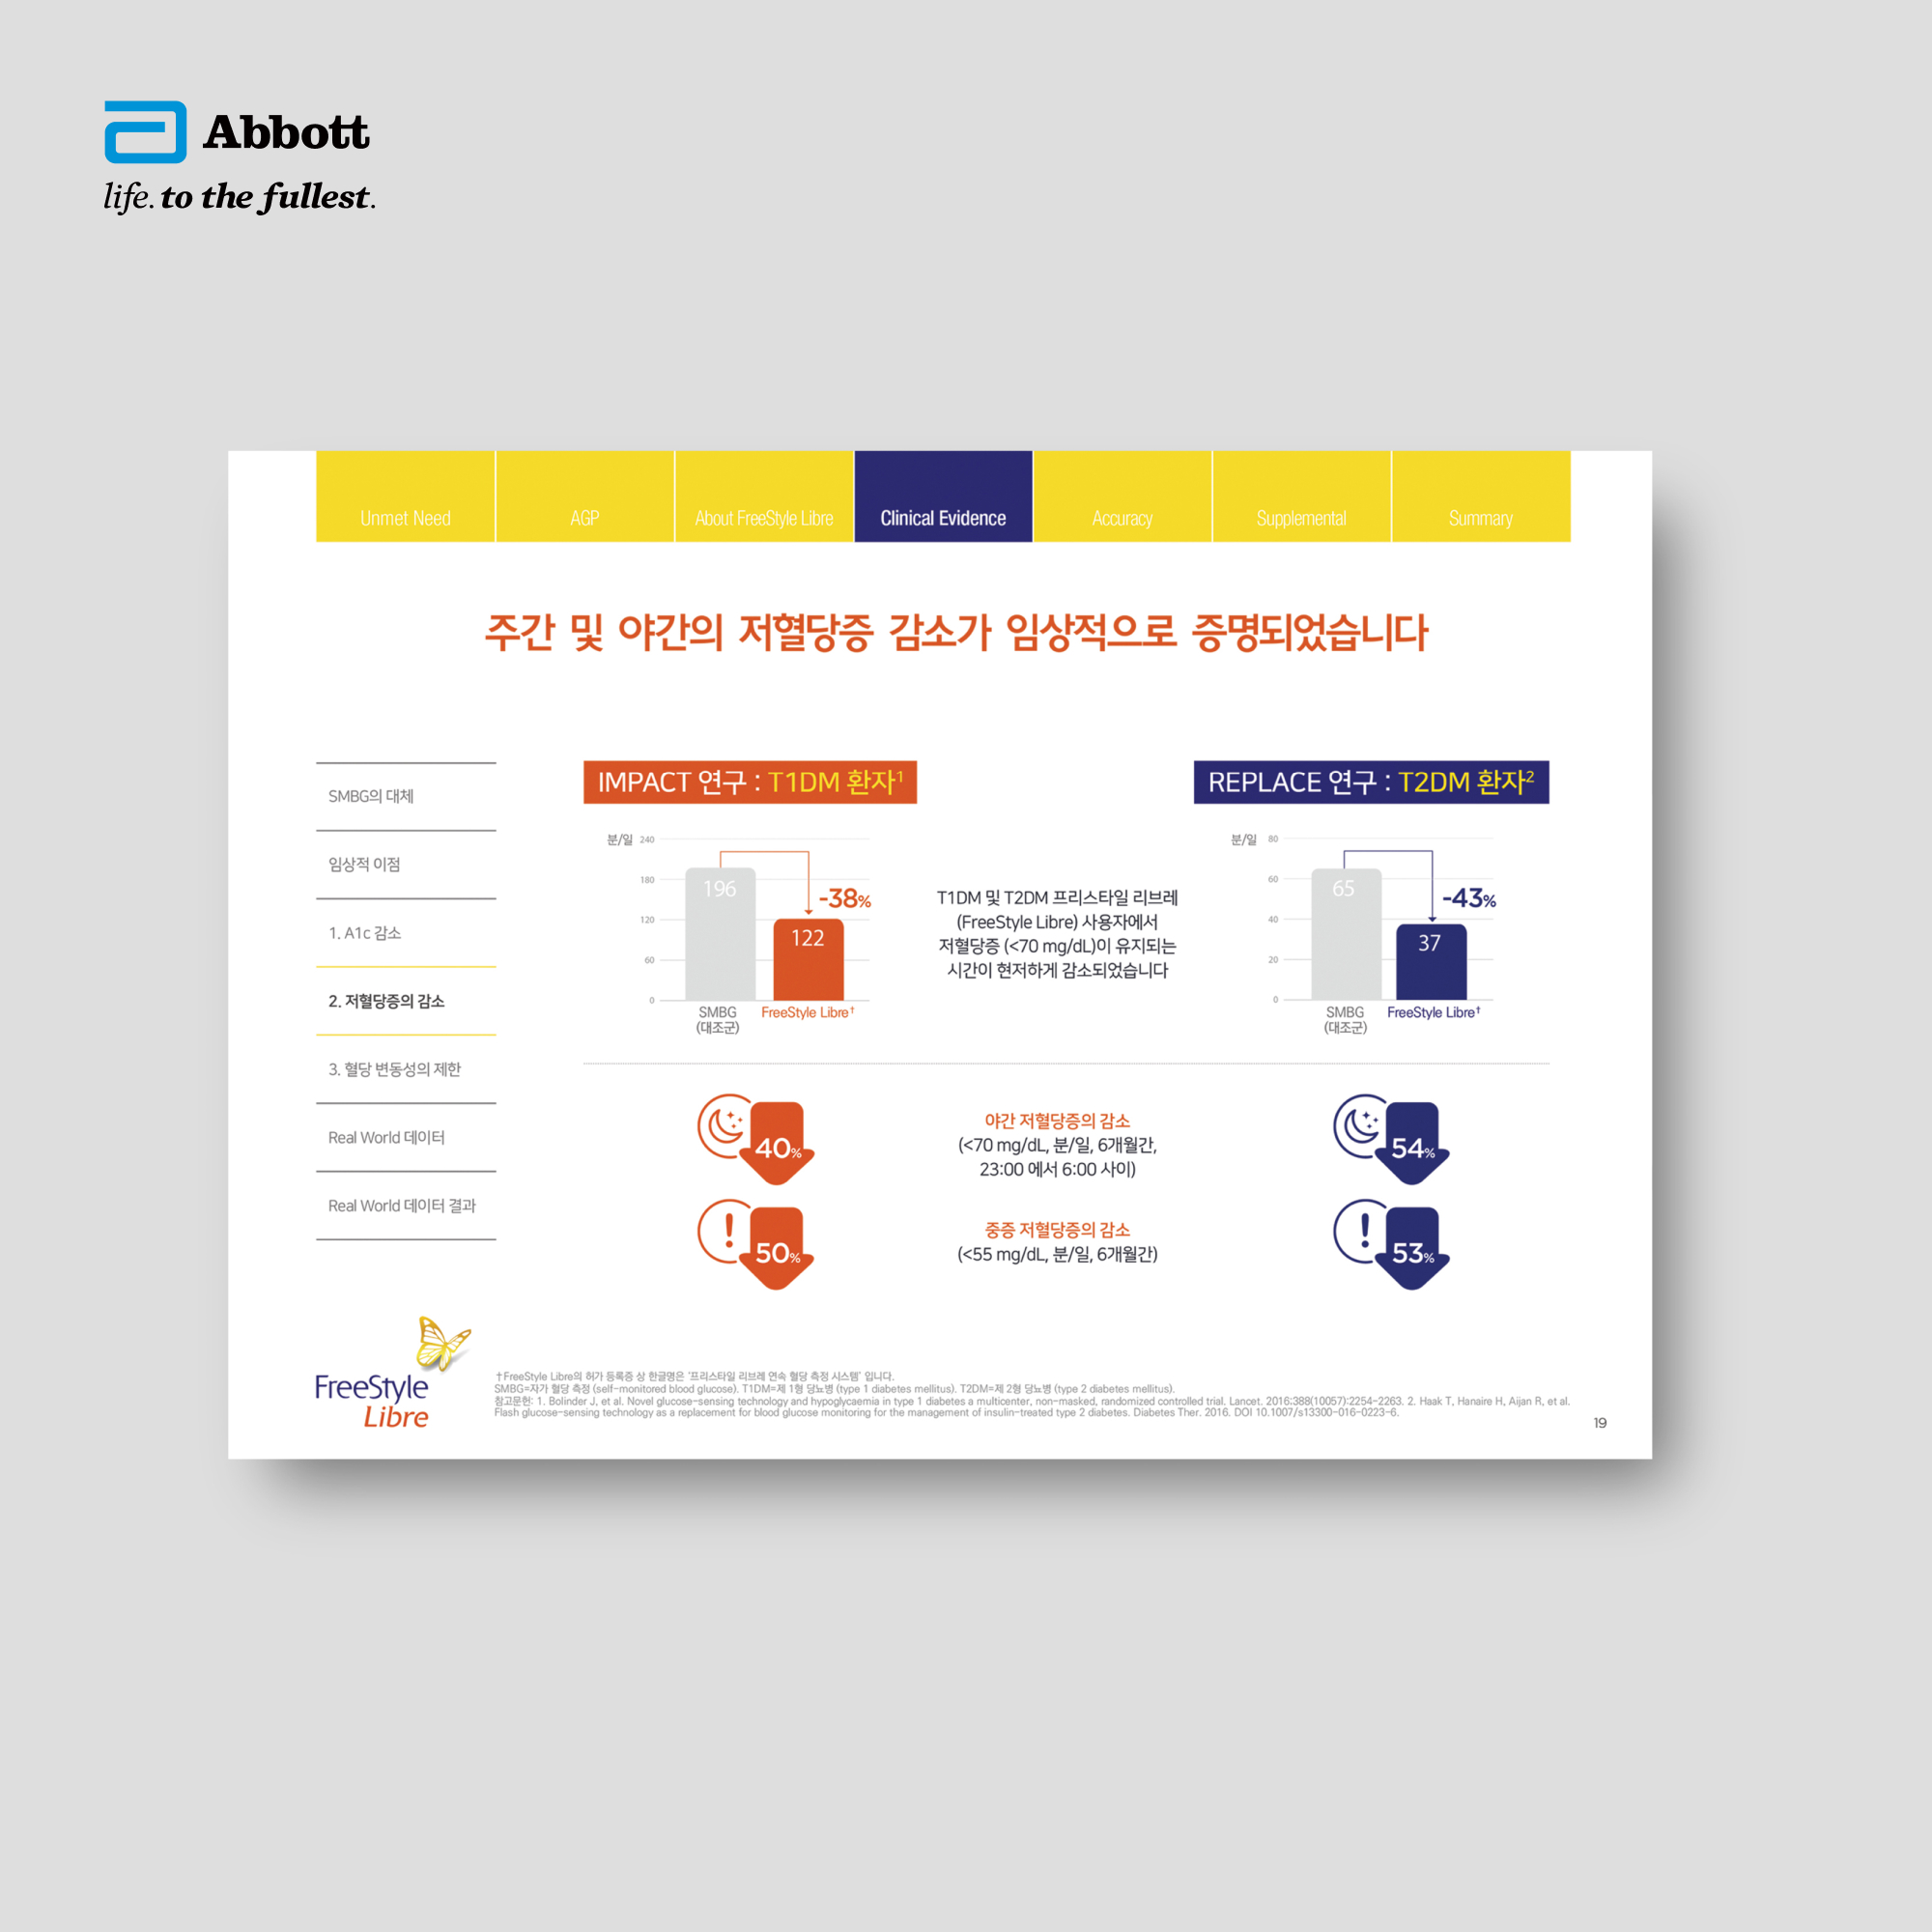 Abbott
life. to the fullest.
Unmet Need
AGP
About FreeStyle Libre
Clinical Evidence
Accuracy
Supplemental
Summary
주간 및 야간의 저혈당증 감소가 임상적으로 증명되었습니다
SMBG의 대체
임상적 이점
1. A1c 감소
2. 저혈당증의 감소
3. 혈당 변동성의 제한
Real World 데이터
Real World 데이터 결과
IMPACT 연구 : T1DM 환자1
분/일
240
180
120
60
0
196
-38%
122
SMBG
(대조군)
FreeStyle Libre†
T1DM 및 T2DM 프리스타일 리브레
(FreeStyle Libre) 사용자에서
저혈당증 (<70 mg/dL)이 유지되는
시간이 현저하게 감소되었습니다
REPLACE 연구 : T2DM 환자2
분/일
80
60
40
20
0
65
-43%
37
SMBG
(대조군)
FreeStyle Libre†
40%
야간 저혈당증의 감소
(<70 mg/dL, 분/일, 6개월간,
23:00 에서 6:00 사이)
54%
50%
중증 저혈당증의 감소
(<55 mg/dL, 분/일, 6개월간)
53%
FreeStyle
Libre
†FreeStyle Libre의 허가 등록증 상 한글명은 '프리스타일 리브레 연속 혈당 측정 시스템' 입니다.
SMBG=자가 혈당 측정 (self-monitored blood glucose). T1DM=제 1형 당뇨병 (type 1 diabetes mellitus). T2DM=제 2형 당뇨병 (type 2 diabetes mellitus).
참고문헌: 1. Bolinder J, et al. Novel glucose-sensing technology and hypoglycaemia in type 1 diabetes a multicenter, non-masked, randomized controlled trial. Lancet. 2016;388(10057):2254-2263. 2. Haak T, Hanaire H, Aijan R, et al.
Flash glucose-sensing technology as a replacement for blood glucose monitoring for the management of insulin-treated type 2 diabetes. Diabetes Ther. 2016. DOI 10.1007/s13300-016-0223-6.
19